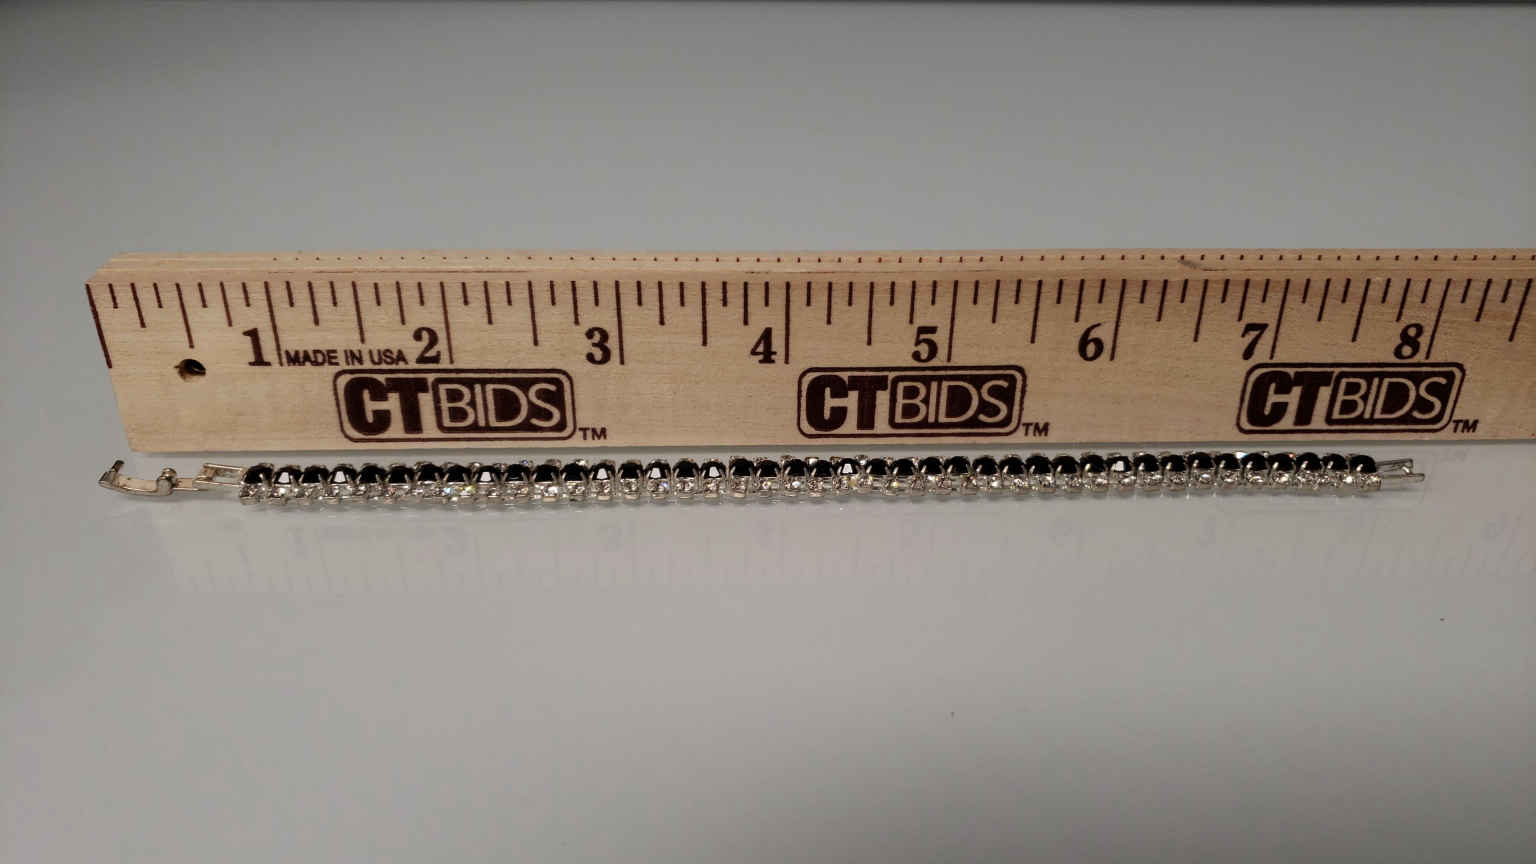 1 2 3 4 5 6 7 8
MADE IN USA
CTBIDS™ CTBIDS™ CTBIDS™